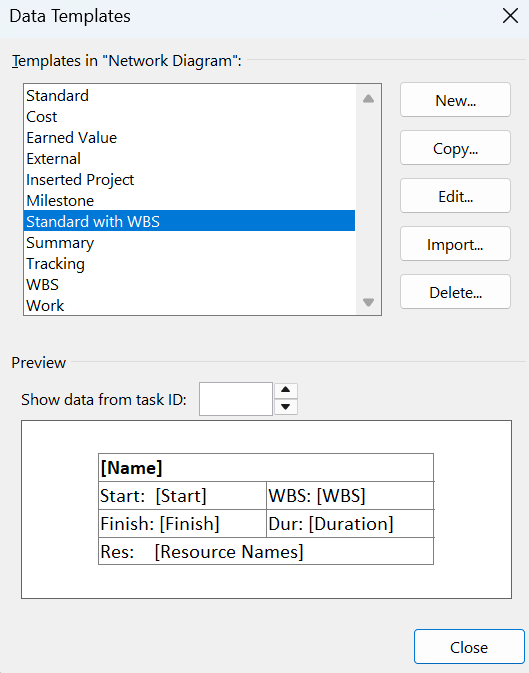 Data Templates
Templates in "Network Diagram":
Standard
Cost
Earned Value
External
Inserted Project
Milestone
Standard with WBS
Summary
Tracking
WBS
Work
New...
Copy...
Edit...
Import...
Delete...
Preview
Show data from task ID:
[Name]
Start: [Start] WBS: [WBS]
Finish: [Finish] Dur: [Duration]
Res: [Resource Names]
Close